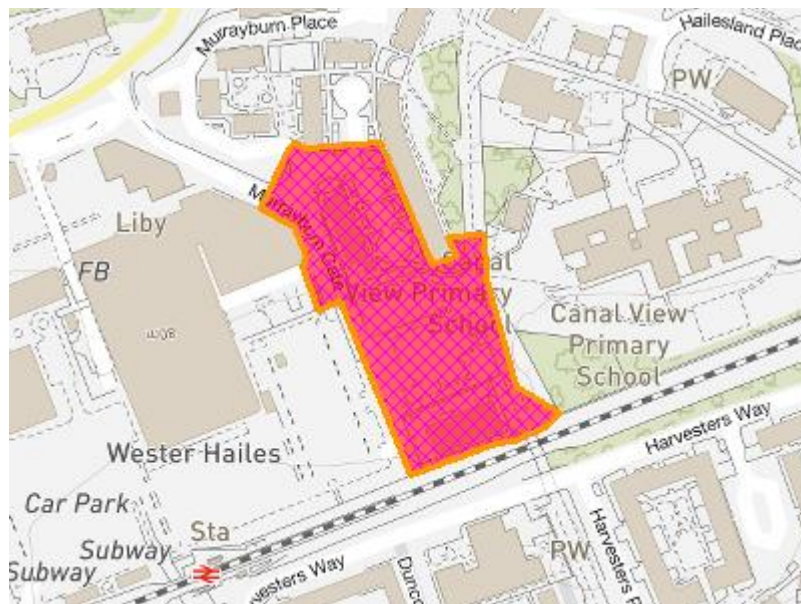 Murrayburn Place
Hailesland Place
PW
Murrayburn Gate
Liby
FB
Canal
View Primary
School
Canal View
Primary
School
Wester Hailes
Harvesters Way
Car Park
Sta
Subway
Subway
PW
Harvesters Way